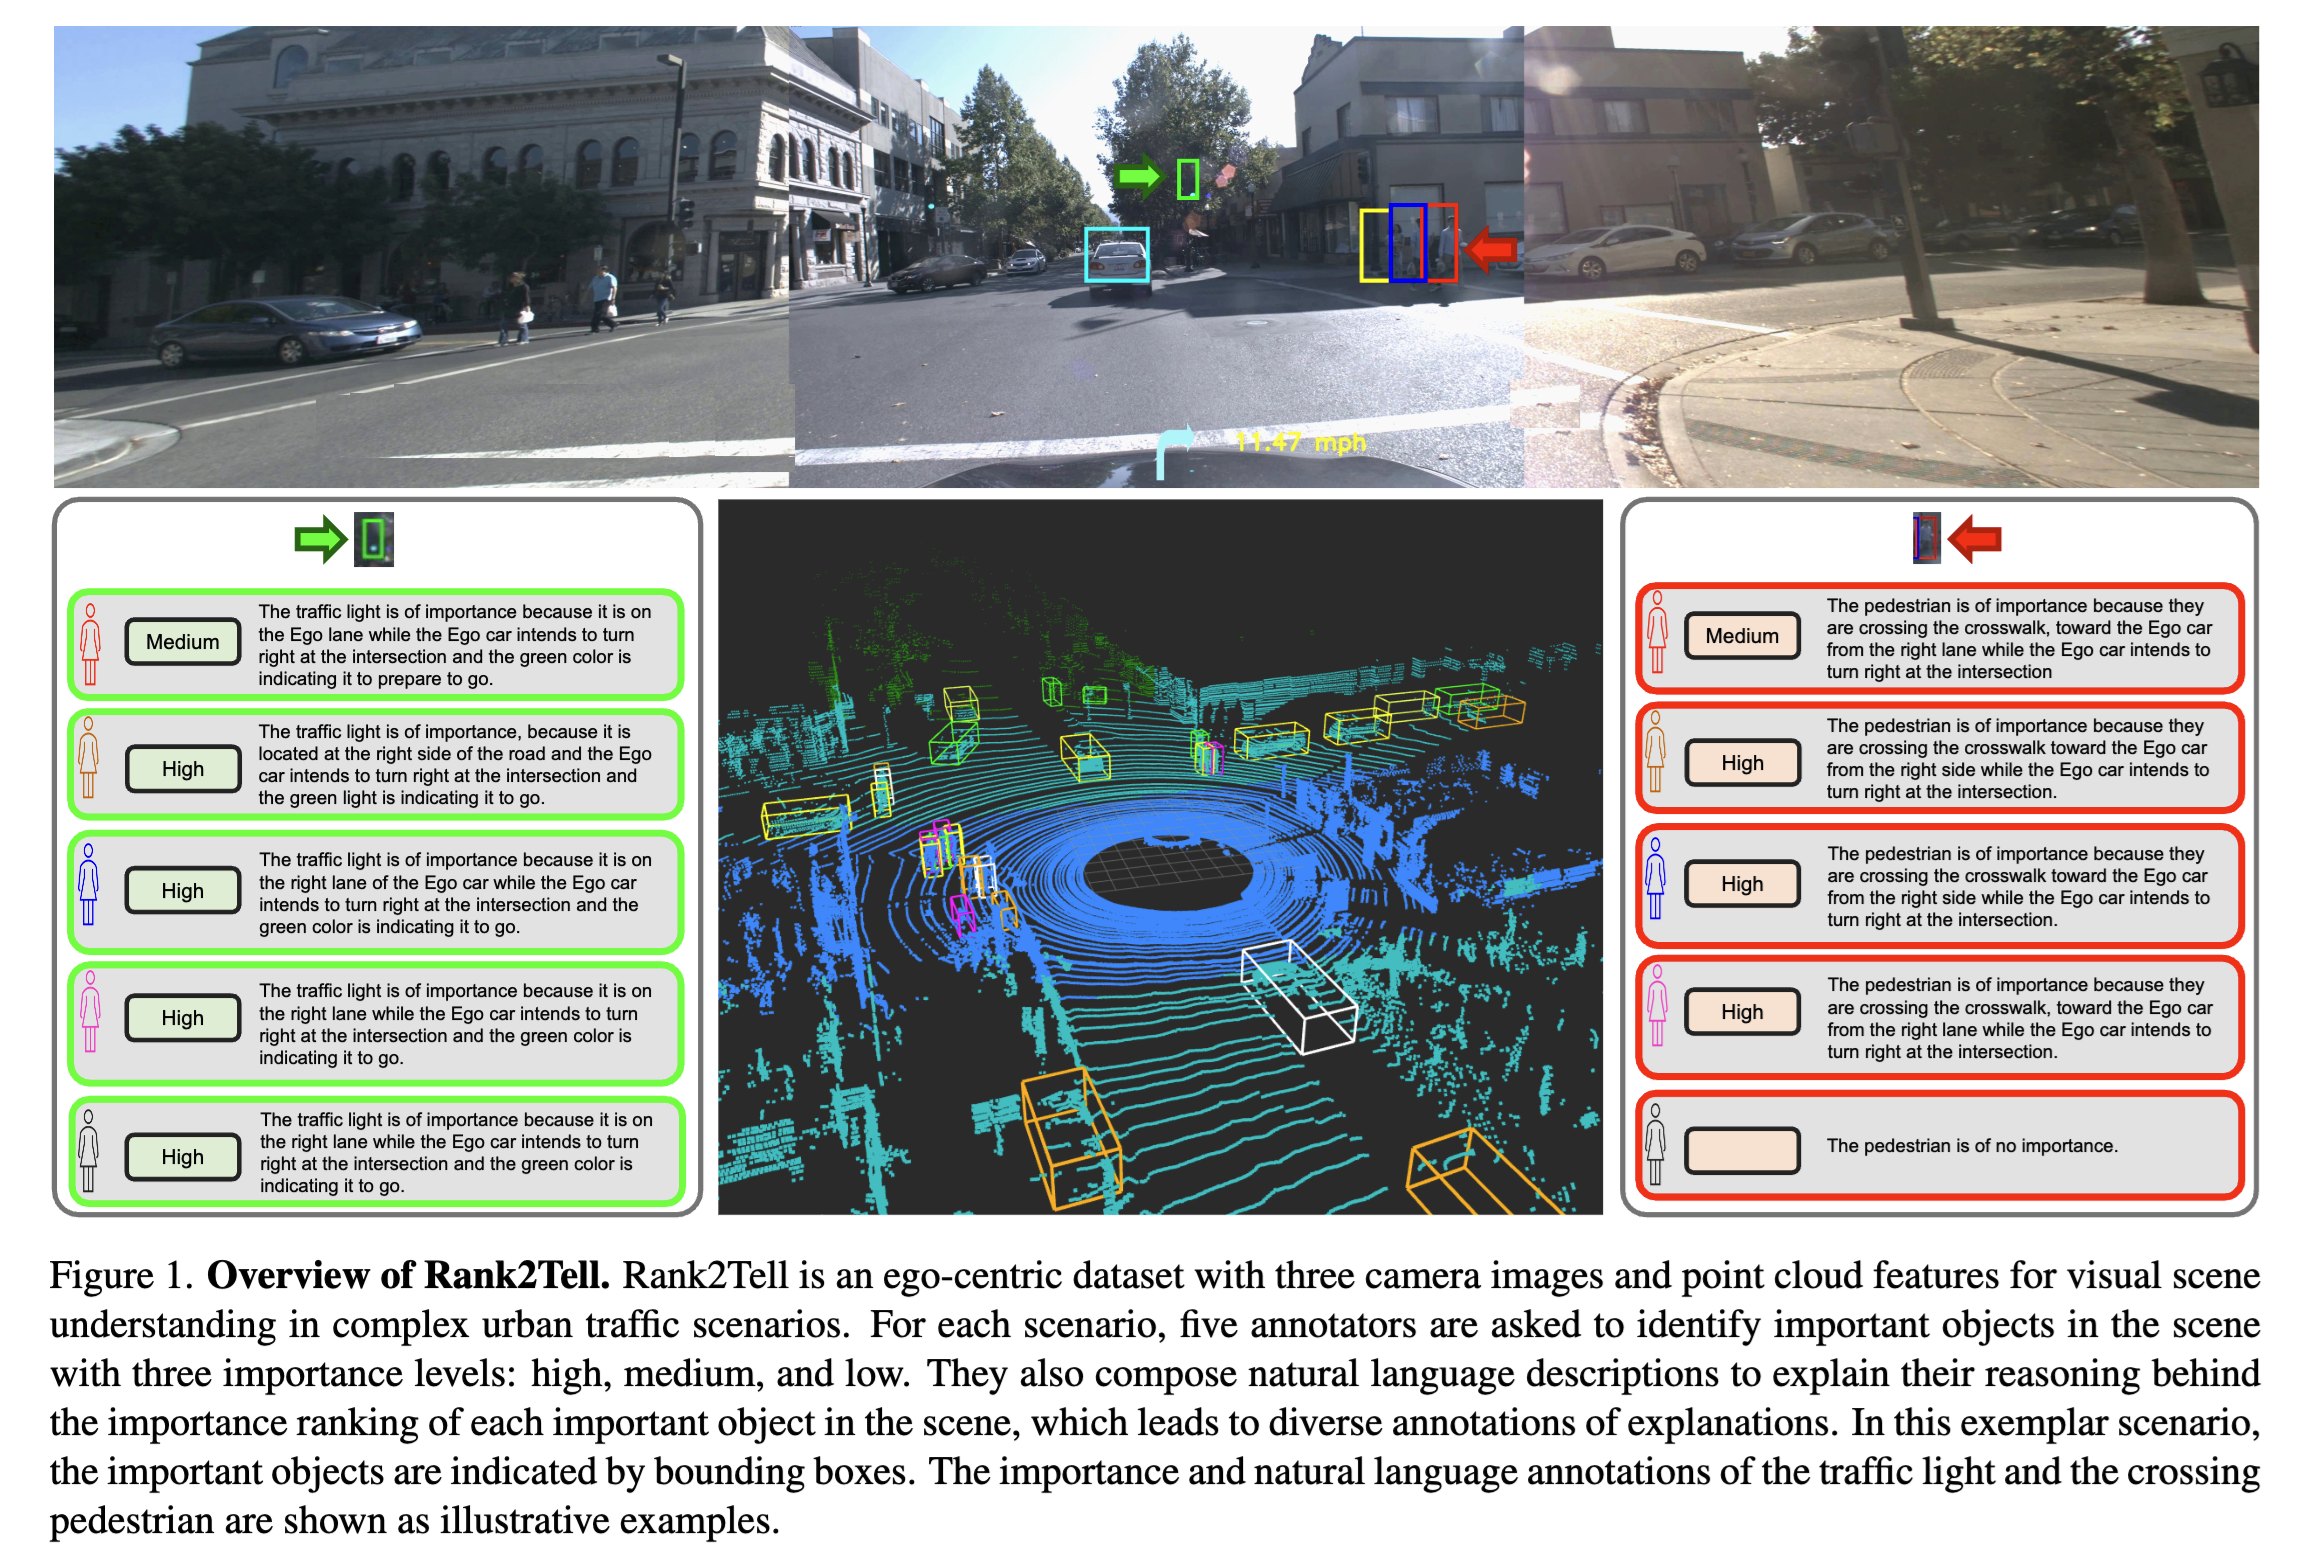 11.47 mph
Medium
The traffic light is of importance because it is on
the Ego lane while the Ego car intends to turn
right at the intersection and the green color is
indicating it to prepare to go.
High
The traffic light is of importance, because it is
located at the right side of the road and the Ego
car intends to turn right at the intersection and
the green light is indicating it to go.
High
The traffic light is of importance because it is on
the right lane of the Ego car while the Ego car
intends to turn right at the intersection and the
green color is indicating it to go.
High
The traffic light is of importance because it is on
the right lane while the Ego car intends to turn
right at the intersection and the green color is
indicating it to go.
High
The traffic light is of importance because it is on
the right lane while the Ego car intends to turn
right at the intersection and the green color is
indicating it to go.
Medium
The pedestrian is of importance because they
are crossing the crosswalk, toward the Ego car
from the right lane while the Ego car intends to
turn right at the intersection
High
The pedestrian is of importance because they
are crossing the crosswalk toward the Ego car
from the right side while the Ego car intends to
turn right at the intersection.
High
The pedestrian is of importance because they
are crossing the crosswalk toward the Ego car
from the right side while the Ego car intends to
turn right at the intersection.
High
The pedestrian is of importance because they
are crossing the crosswalk, toward the Ego car
from the right lane while the Ego car intends to
turn right at the intersection.
The pedestrian is of no importance.
Figure 1. Overview of Rank2Tell. Rank2Tell is an ego-centric dataset with three camera images and point cloud features for visual scene
understanding in complex urban traffic scenarios. For each scenario, five annotators are asked to identify important objects in the scene
with three importance levels: high, medium, and low. They also compose natural language descriptions to explain their reasoning behind
the importance ranking of each important object in the scene, which leads to diverse annotations of explanations. In this exemplar scenario,
the important objects are indicated by bounding boxes. The importance and natural language annotations of the traffic light and the crossing
pedestrian are shown as illustrative examples.